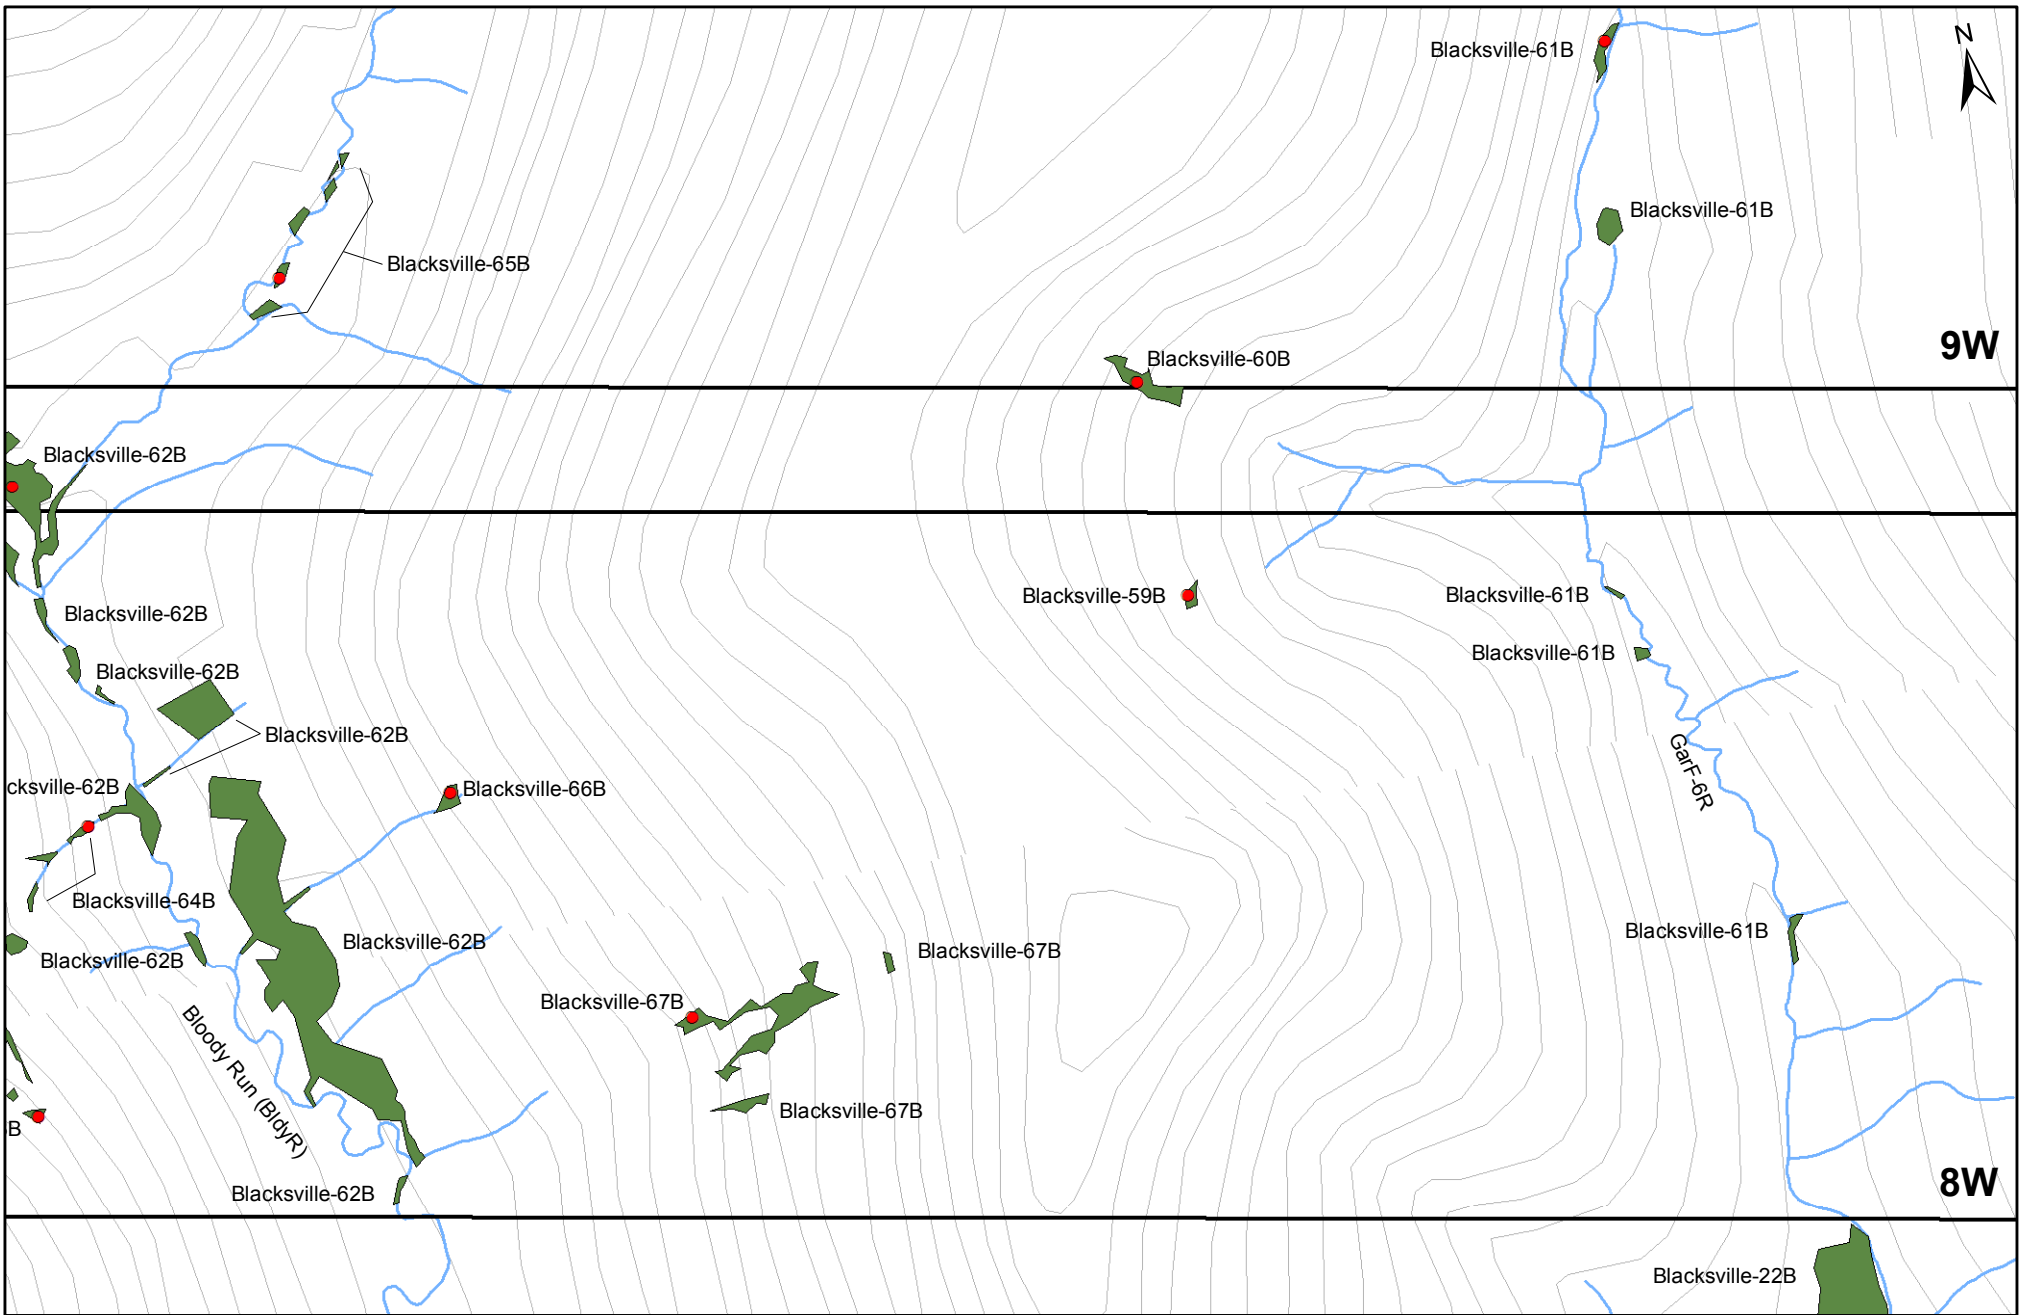 N
Blacksville-61B
Blacksville-61B
Blacksville-65B
9W
Blacksville-60B
Blacksville-62B
Blacksville-59B
Blacksville-61B
Blacksville-62B
Blacksville-61B
Blacksville-62B
Blacksville-62B
GarF-6R
cksville-62B
Blacksville-66B
Blacksville-64B
Blacksville-61B
Blacksville-62B
Blacksville-67B
Blacksville-62B
Blacksville-67B
Bloody Run (BldyR)
Blacksville-67B
B
8W
Blacksville-62B
Blacksville-22B